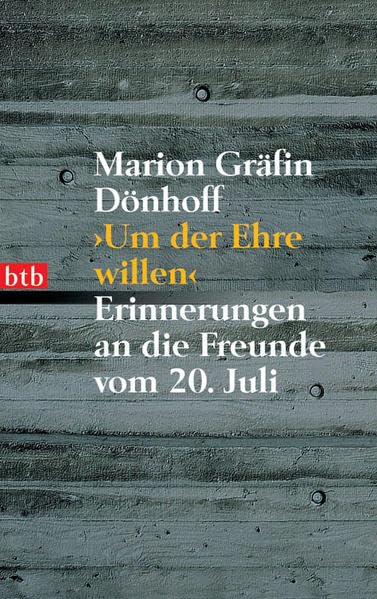 Marion Gräfin
Dönhoff
›Um der Ehre
willen‹
btb
Erinnerungen
an die Freunde
vom 20. Juli